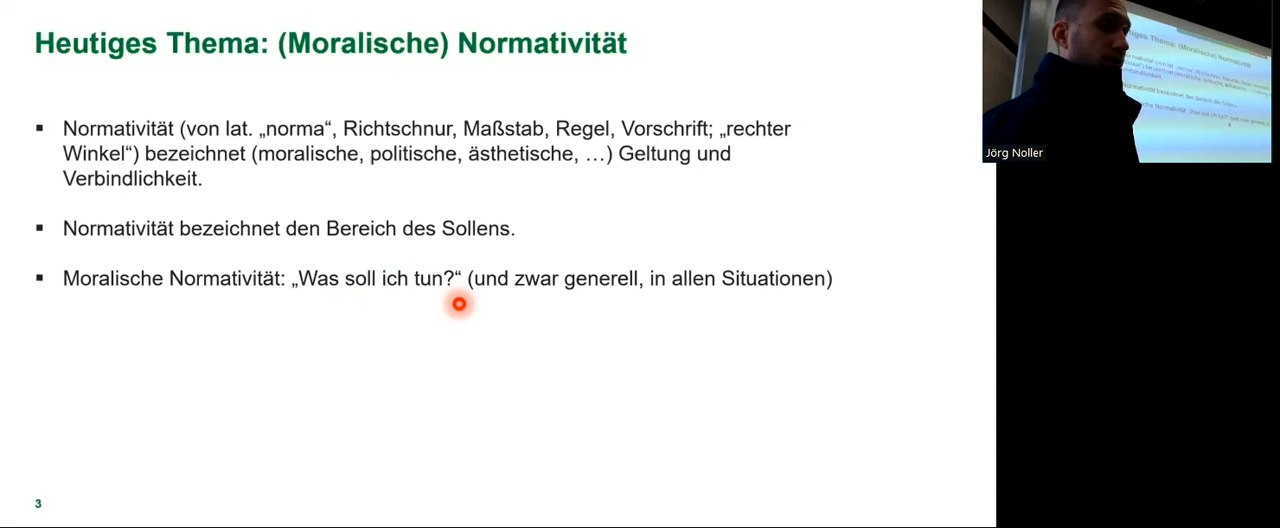 Heutiges Thema: (Moralische) Normativität
▪ Normativität (von lat. „norma“, Richtschnur, Maßstab, Regel, Vorschrift; „rechter
Winkel“) bezeichnet (moralische, politische, ästhetische, …) Geltung und
Verbindlichkeit.
▪ Normativität bezeichnet den Bereich des Sollens.
▪ Moralische Normativität: „Was soll ich tun?“ (und zwar generell, in allen Situationen)
3
Jörg Noller